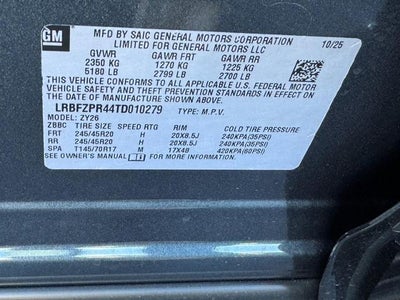 GM
MFD BY SAIC GENERAL MOTORS CORPORATION
LIMITED FOR GENERAL MOTORS LLC
10/25
GVWR GAWR FRT GAWR RR
2350 KG 1270 KG 1225 KG
5180 LB 2799 LB 2700 LB
THIS VEHICLE CONFORMS TO ALL APPLICABLE U.S. FEDERAL
MOTOR VEHICLE SAFETY, BUMPER, AND THEFT PREVENTION
STANDARDS IN EFFECT ON THE DATE OF MANUFACTURE SHOWN ABOVE.
LRBFZPR44TD010279 TYPE: M.P.V.
MODEL: ZY26
ZBBC TIRE SIZE SPEED RTG RIM COLD TIRE PRESSURE
FRT 245/45R20 H 20X8.5J 240KPA(35PSI)
RR 245/45R20 H 20X8.5J 240KPA(35PSI)
SPA T145/70R17 M 17X4B 420KPA(60PSI)
SEE OWNER'S MANUAL FOR MORE INFORMATION.